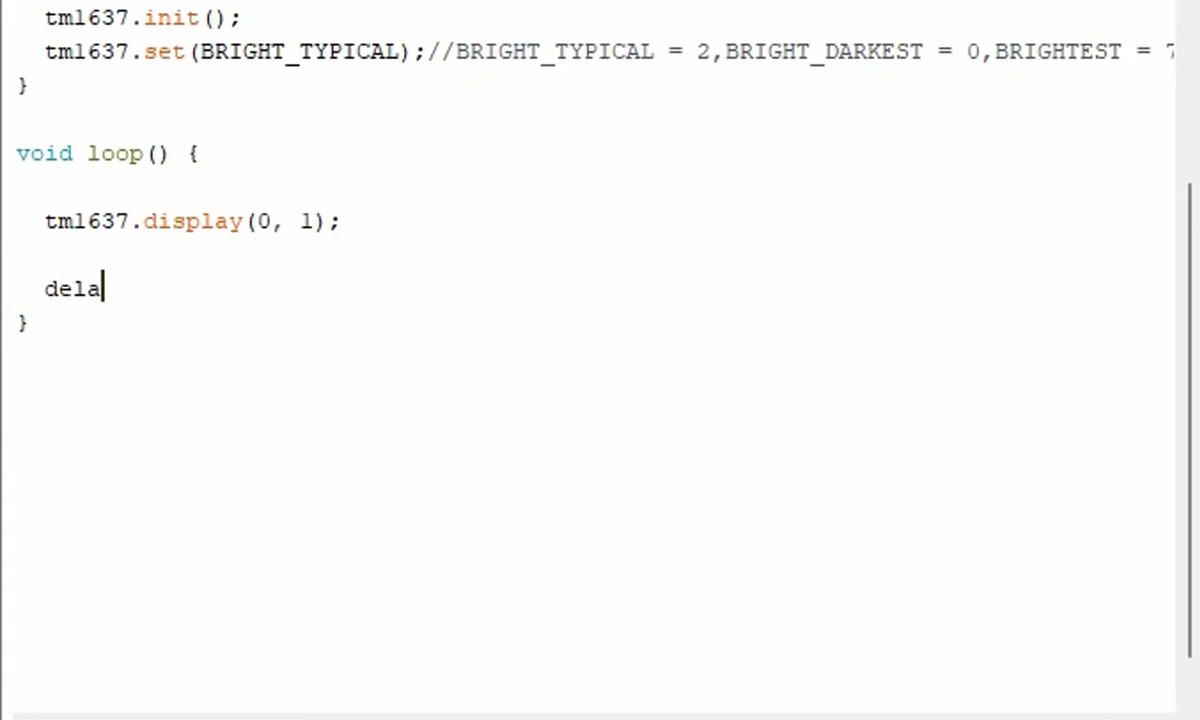 tm1637.init();
tm1637.set(BRIGHT_TYPICAL);//BRIGHT_TYPICAL = 2,BRIGHT_DARKEST = 0,BRIGHTEST = 7
}
void loop() {
tm1637.display(0, 1);
dela
}